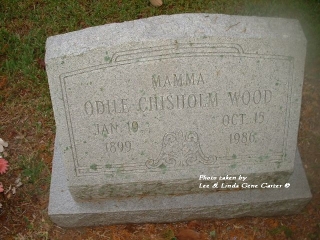 MAMMA
ODILE CHISHOLM WOOD
JAN. 10
1899
OCT. 15
1986
Photo taken by
Lee & Linda Gene Carter ©